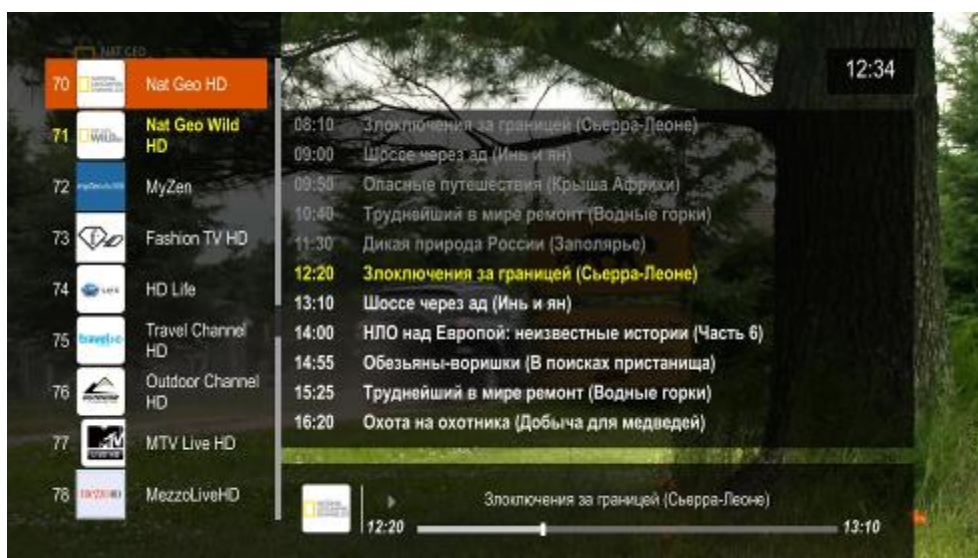 NAT GEO
12:34
70 Nat Geo HD
71 Nat Geo Wild
HD
72 MyZen
73 Fashion TV HD
74 HD Life
75 Travel Channel
HD
76 Outdoor Channel
HD
77 MTV Live HD
78 MezzoLiveHD
08:10 Злоключения за границей (Сьерра-Леоне)
09:00 Шоссе через ад (Инь и ян)
09:50 Опасные путешествия (Крыша Африки)
10:40 Труднейший в мире ремонт (Водные горки)
11:30 Дикая природа России (Заполярье)
12:20 Злоключения за границей (Сьерра-Леоне)
13:10 Шоссе через ад (Инь и ян)
14:00 НЛО над Европой: неизвестные истории (Часть 6)
14:55 Обезьяны-воришки (В поисках пристанища)
15:25 Труднейший в мире ремонт (Водные горки)
16:20 Охота на охотника (Добыча для медведей)
Злоключения за границей (Сьерра-Леоне)
12:20 13:10